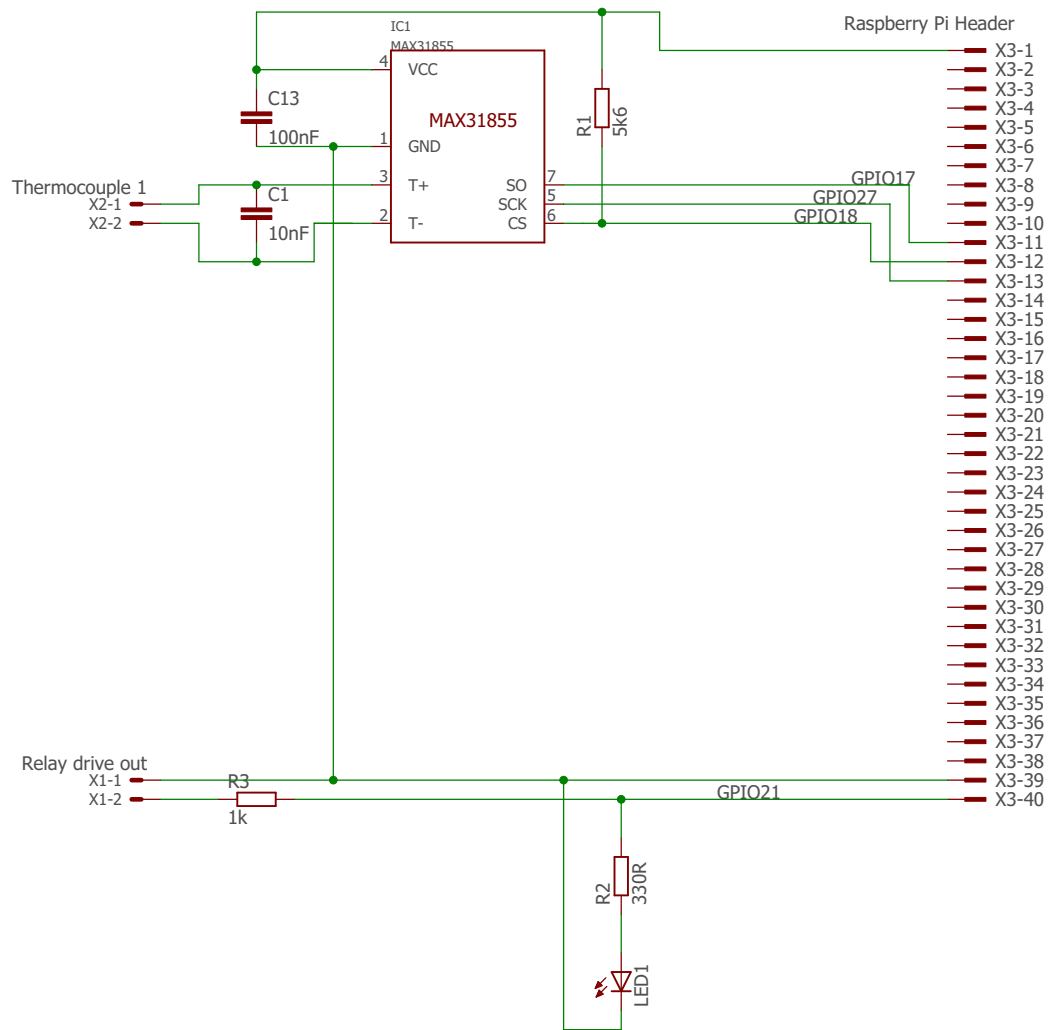 IC1
MAX31855
Raspberry Pi Header
4
VCC
C13
100nF
MAX31855
R1
5k6
1
GND
Thermocouple 1
X2-1
X2-2
3
T+
C1
10nF
2
T-
SO
7
SCK
5
CS
6
GPIO17
GPIO27
GPIO18
X3-1
X3-2
X3-3
X3-4
X3-5
X3-6
X3-7
X3-8
X3-9
X3-10
X3-11
X3-12
X3-13
X3-14
X3-15
X3-16
X3-17
X3-18
X3-19
X3-20
X3-21
X3-22
X3-23
X3-24
X3-25
X3-26
X3-27
X3-28
X3-29
X3-30
X3-31
X3-32
X3-33
X3-34
X3-35
X3-36
X3-37
X3-38
X3-39
X3-40
Relay drive out
X1-1
X1-2
R3
1k
GPIO21
R2
330R
LED1